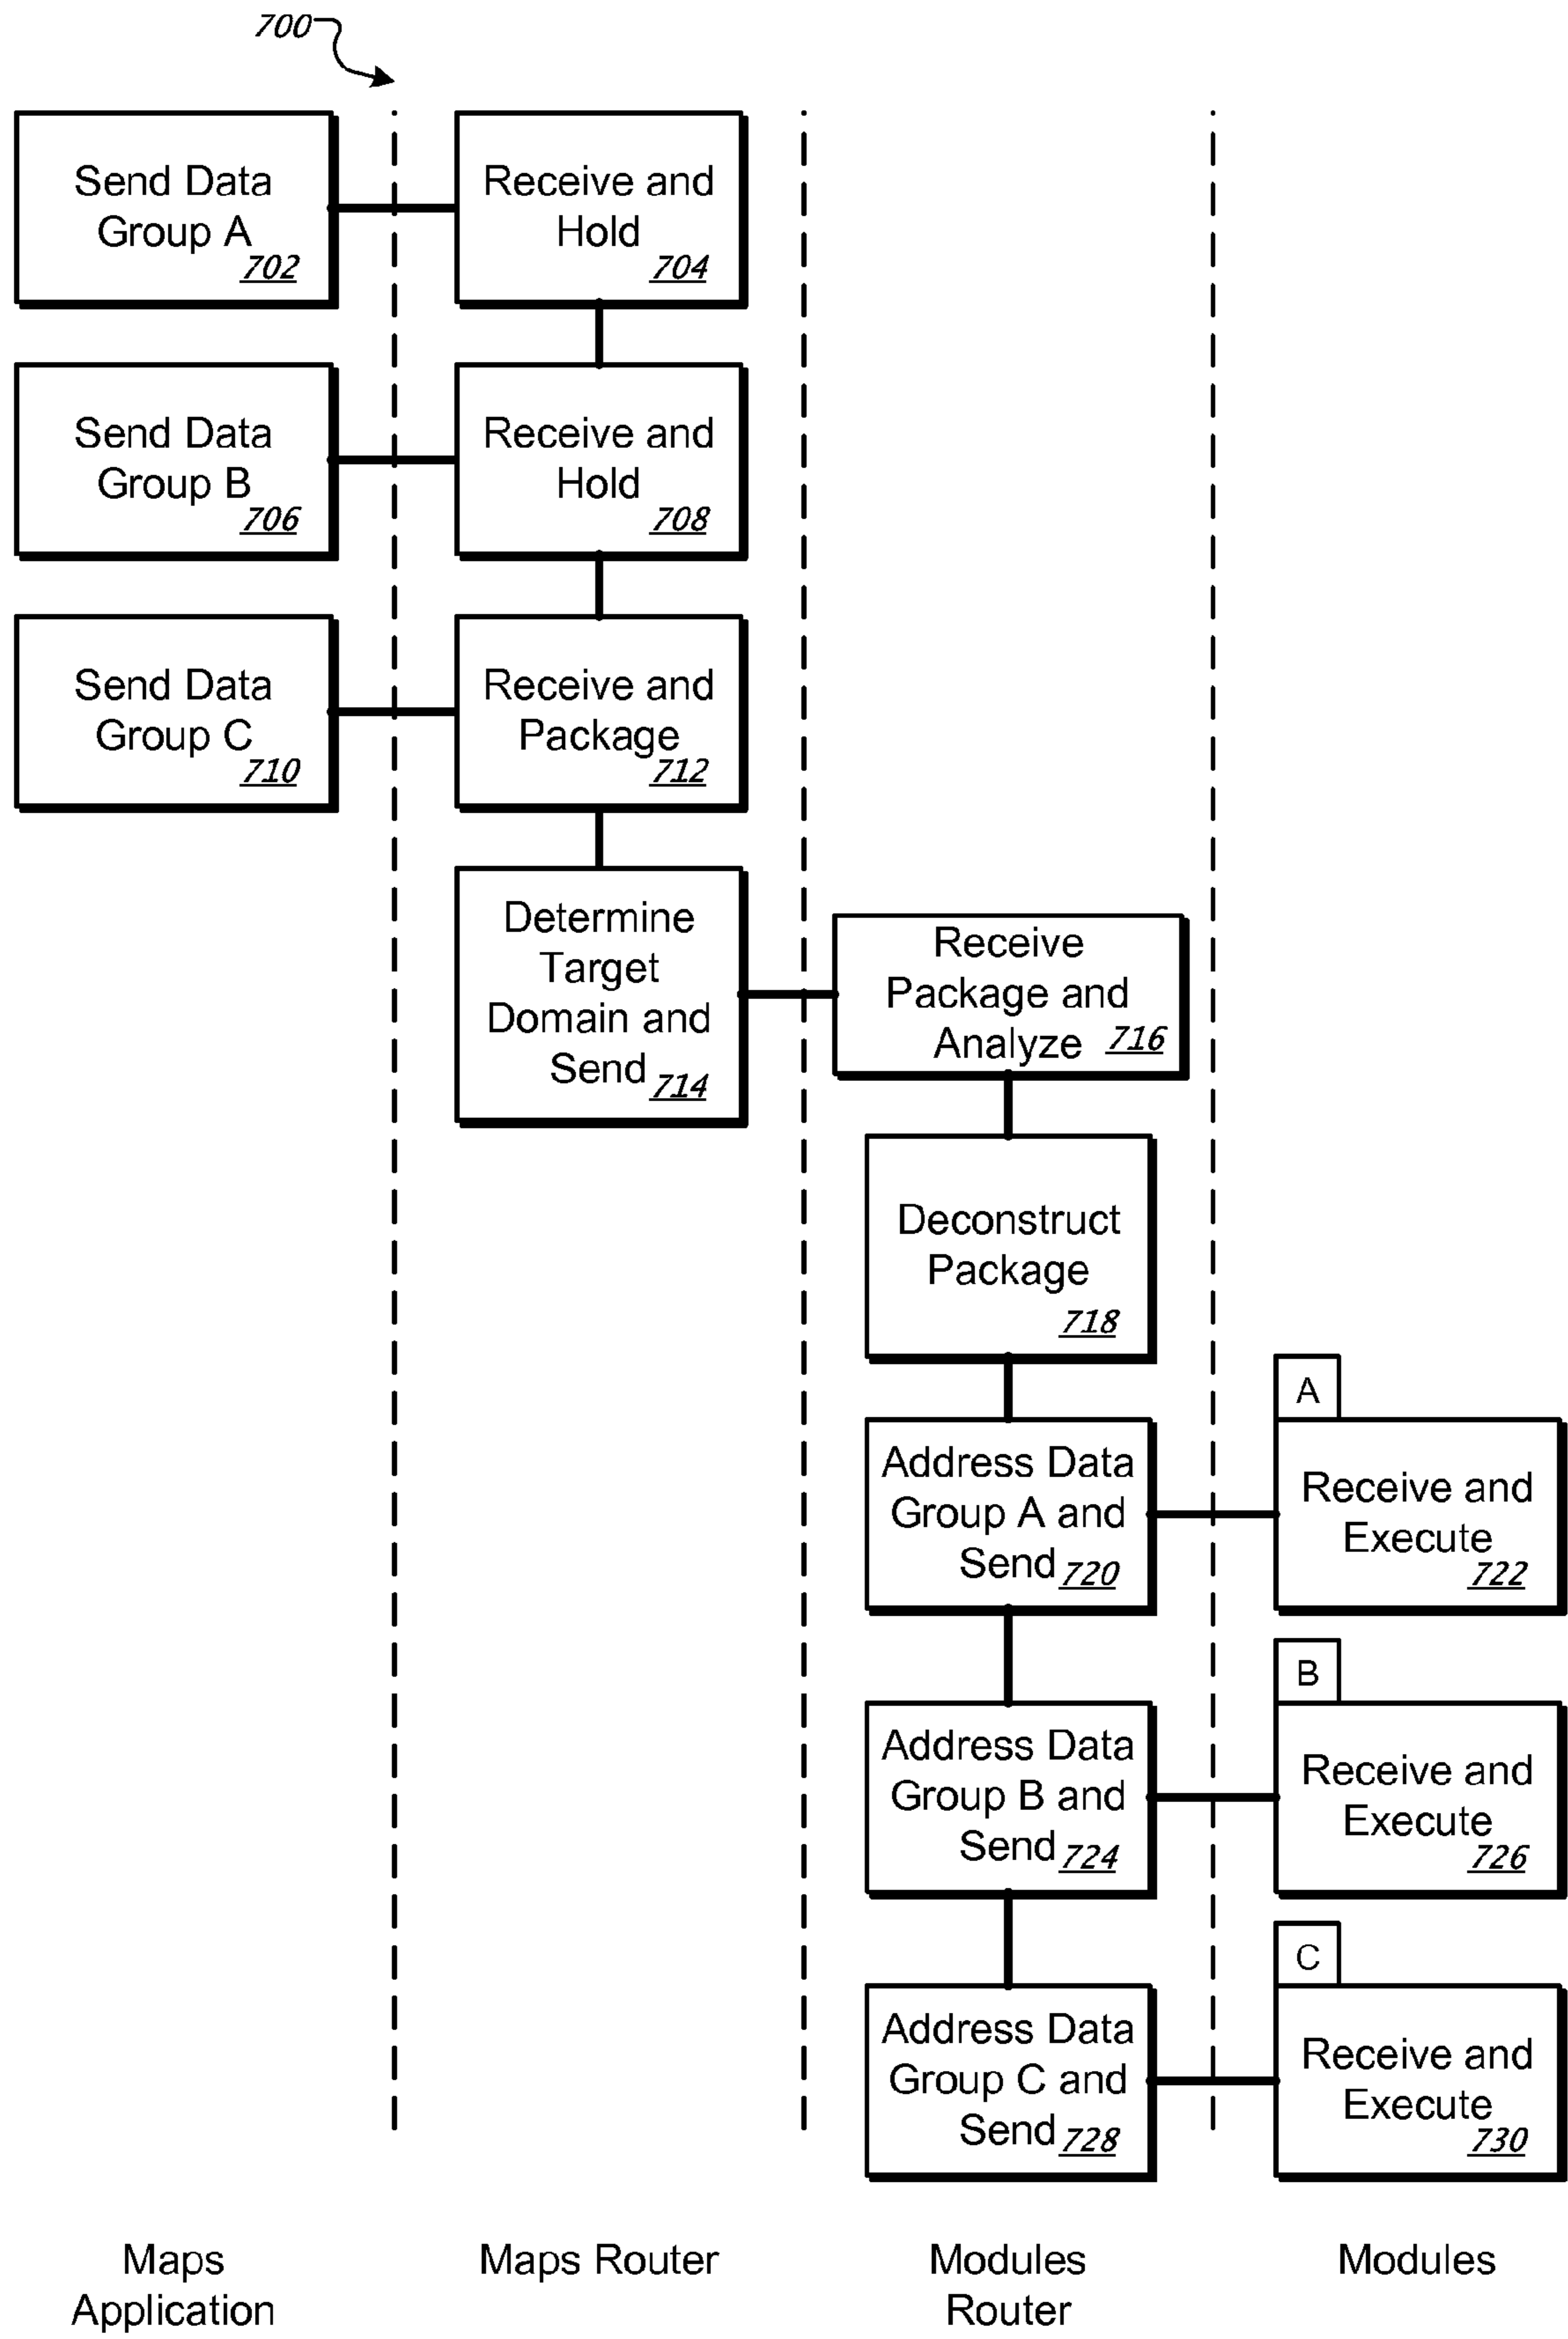 700
Send Data
Group A
702
Receive and
Hold
704
Send Data
Group B
706
Receive and
Hold
708
Send Data
Group C
710
Receive and
Package
712
Determine
Target
Domain and
Send 714
Receive
Package and
Analyze 716
Deconstruct
Package
718
Address Data
Group A and
Send 720
A
Receive and
Execute
722
Address Data
Group B and
Send 724
B
Receive and
Execute
726
Address Data
Group C and
Send 728
C
Receive and
Execute
730
Maps
Application
Maps Router
Modules
Router
Modules